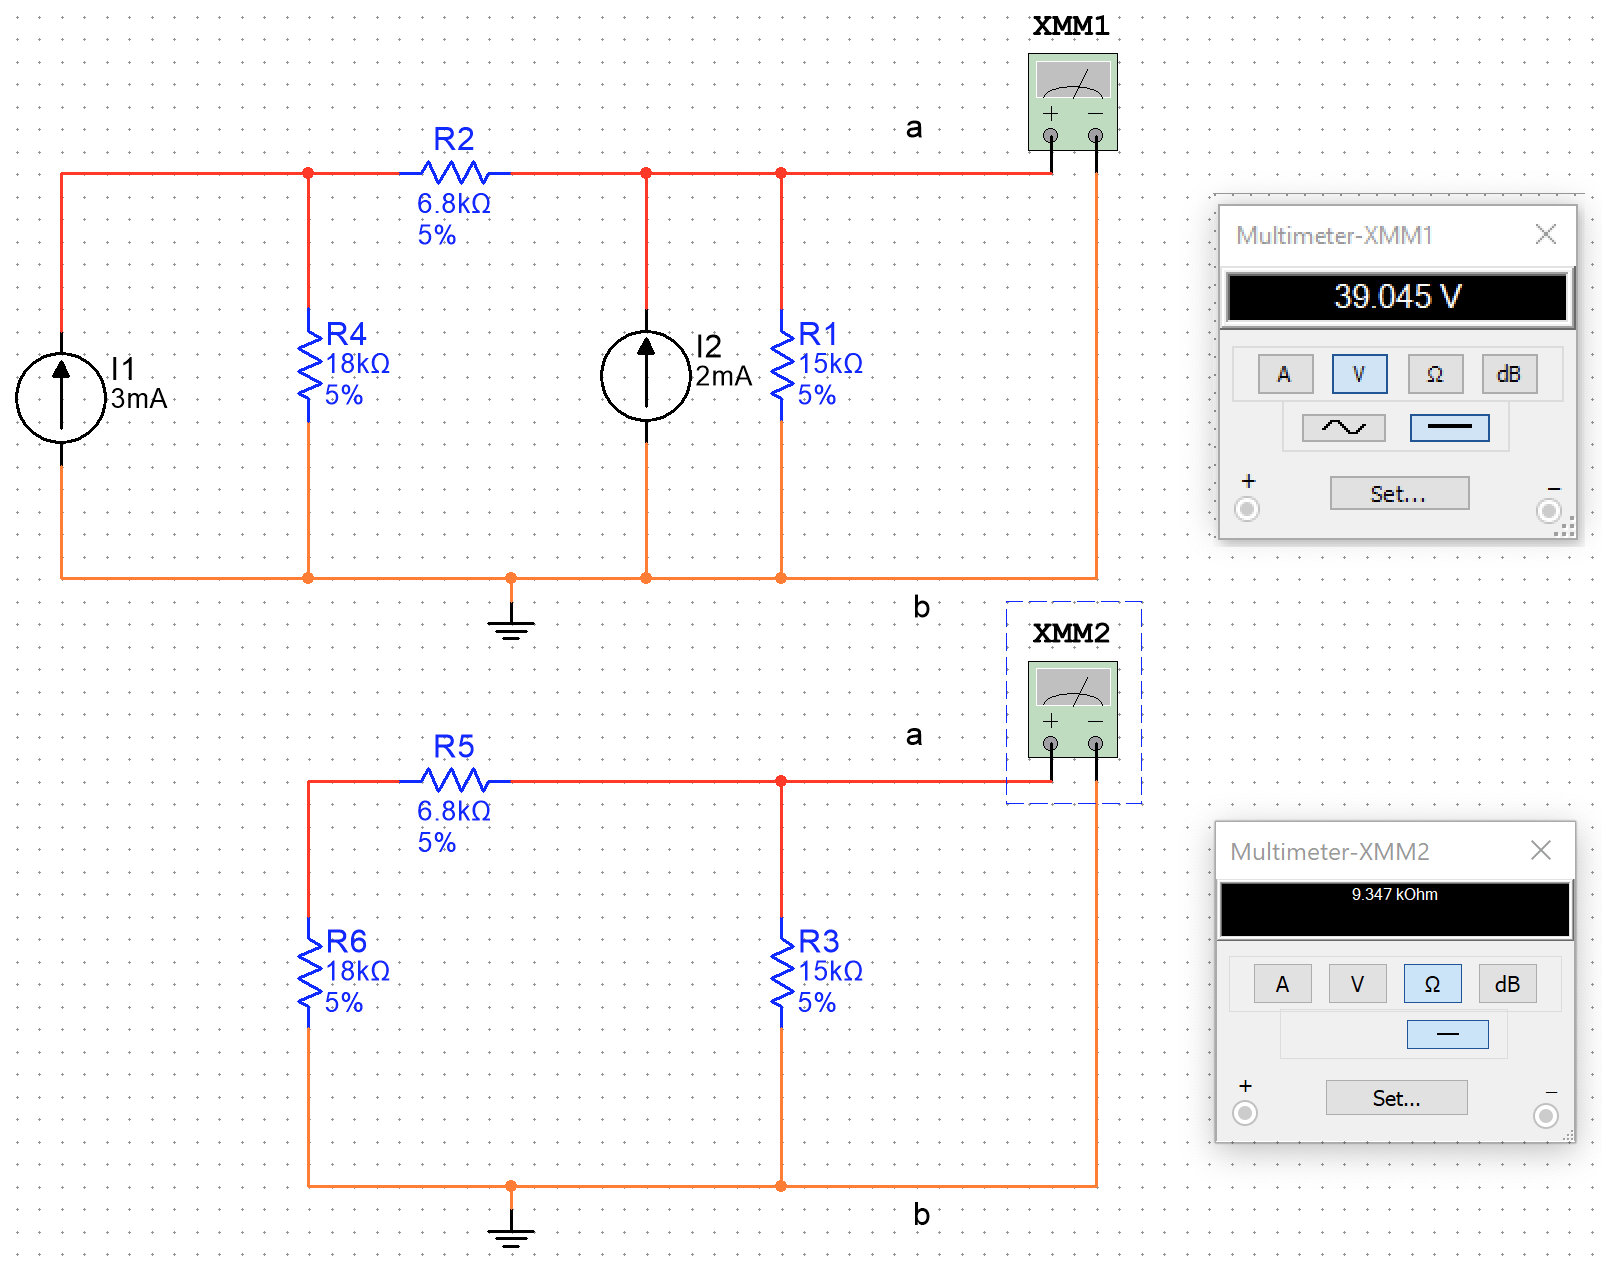 XMM1
a
R2
6.8kΩ
5%
R4
18kΩ
5%
I1
3mA
I2
2mA
R1
15kΩ
5%
b
Multimeter-XMM1
39.045 V
A V Ω dB
+ −
Set...
XMM2
a
R5
6.8kΩ
5%
R6
18kΩ
5%
R3
15kΩ
5%
b
Multimeter-XMM2
9.347 kOhm
A V Ω dB
+ −
Set...